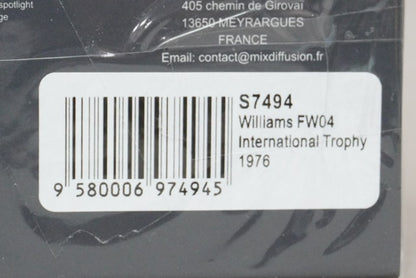 spotlight
405 chemin de Girovai
13650 MEYRARGUES
FRANCE
Email: contact@mixdiffusion.fr
S7494
Williams FW04
International Trophy
1976
9 580006 974945